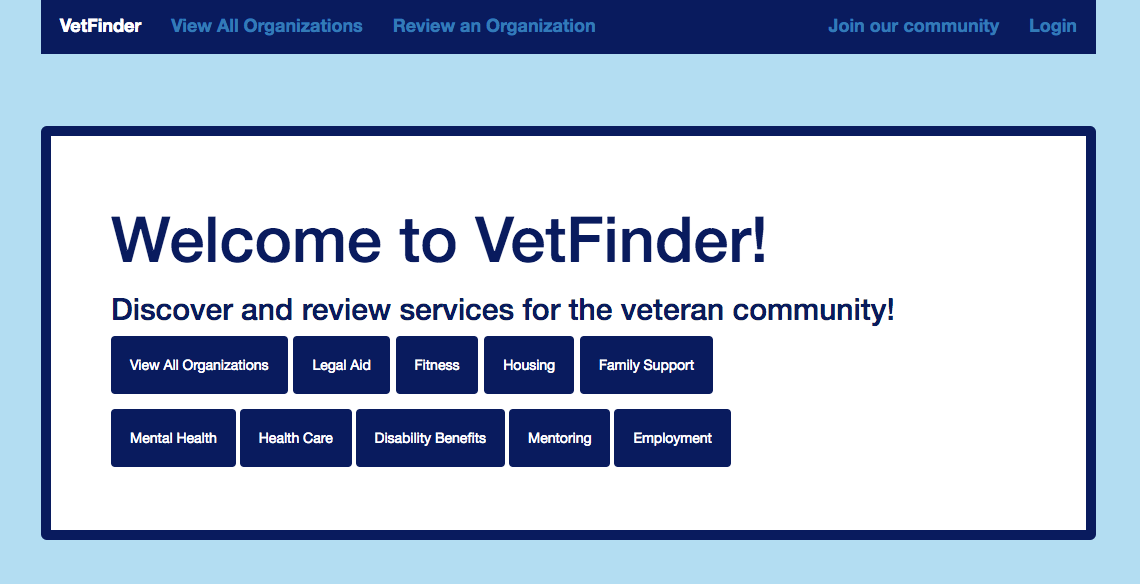 VetFinder View All Organizations Review an Organization Join our community Login
Welcome to VetFinder!
Discover and review services for the veteran community!
View All Organizations Legal Aid Fitness Housing Family Support
Mental Health Health Care Disability Benefits Mentoring Employment